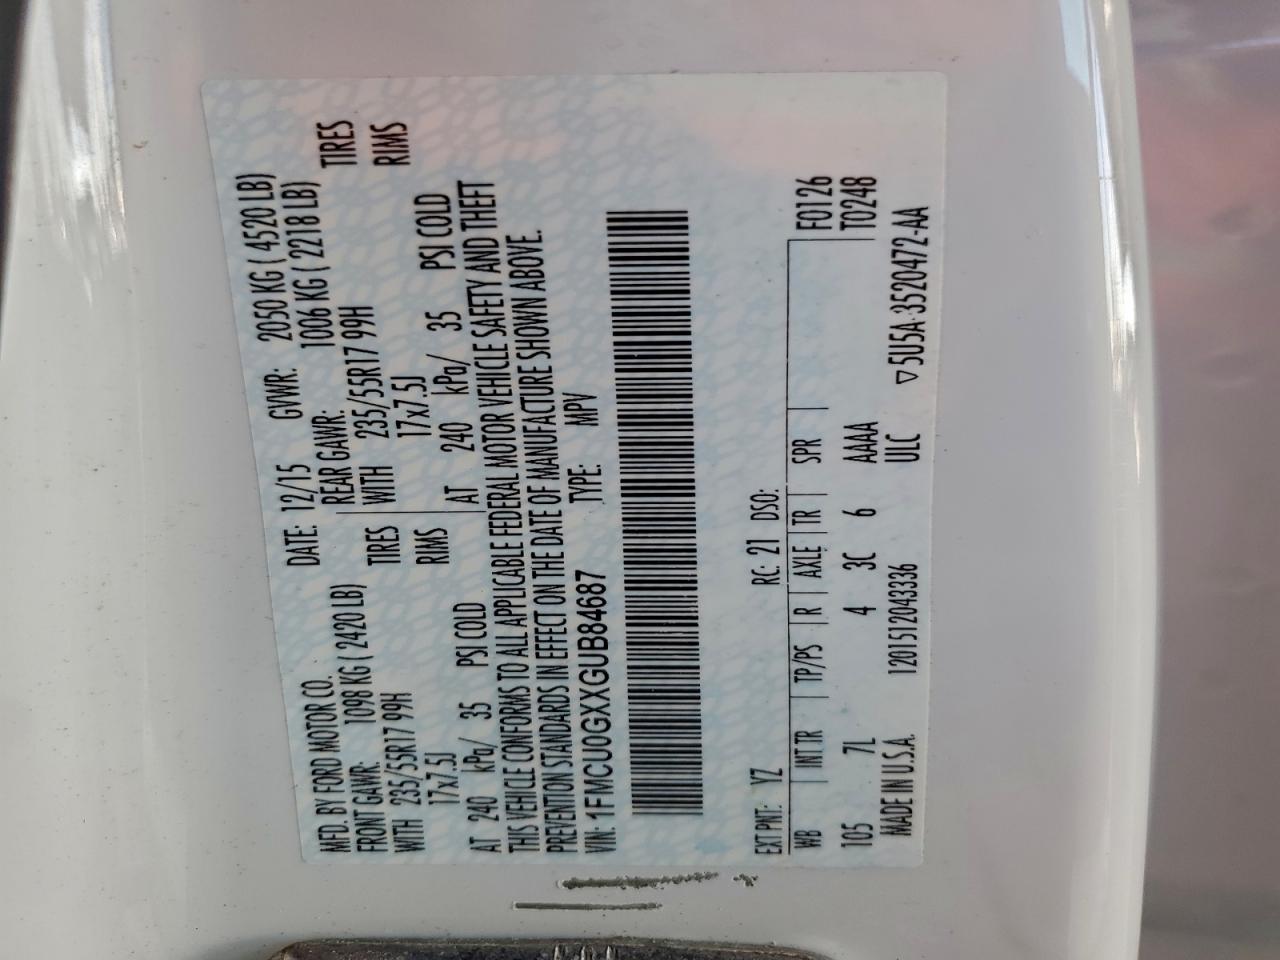 MFD. BY FORD MOTOR CO. DATE: 12/15 GVWR: 2050 KG ( 4520 LB)
FRONT GAWR: 1098 KG ( 2420 LB) REAR GAWR: 1006 KG ( 2218 LB)
WITH 235/55R17 99H TIRES WITH 235/55R17 99H TIRES
17x7.5J RIMS 17x7.5J RIMS
AT 240 kPa/ 35 PSI COLD AT 240 kPa/ 35 PSI COLD
THIS VEHICLE CONFORMS TO ALL APPLICABLE FEDERAL MOTOR VEHICLE SAFETY AND THEFT
PREVENTION STANDARDS IN EFFECT ON THE DATE OF MANUFACTURE SHOWN ABOVE.
VIN: 1FMCU0GXXGUB84687 TYPE: MPV
EXT PNT: YZ RC: 21 DSO:
WB INT TR TP/PS R AXLE TR SPR F0126
105 7L 4 3C 6 AAAA T0248
MADE IN U.S.A. 1201512043336 ULC
▽5U5A-3520472-AA